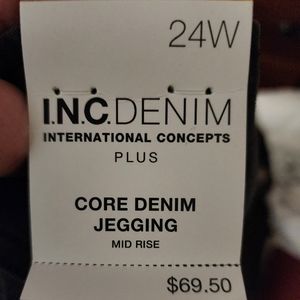 24W
I.N.C.DENIM
INTERNATIONAL CONCEPTS
PLUS
CORE DENIM
JEGGING
MID RISE
$69.50